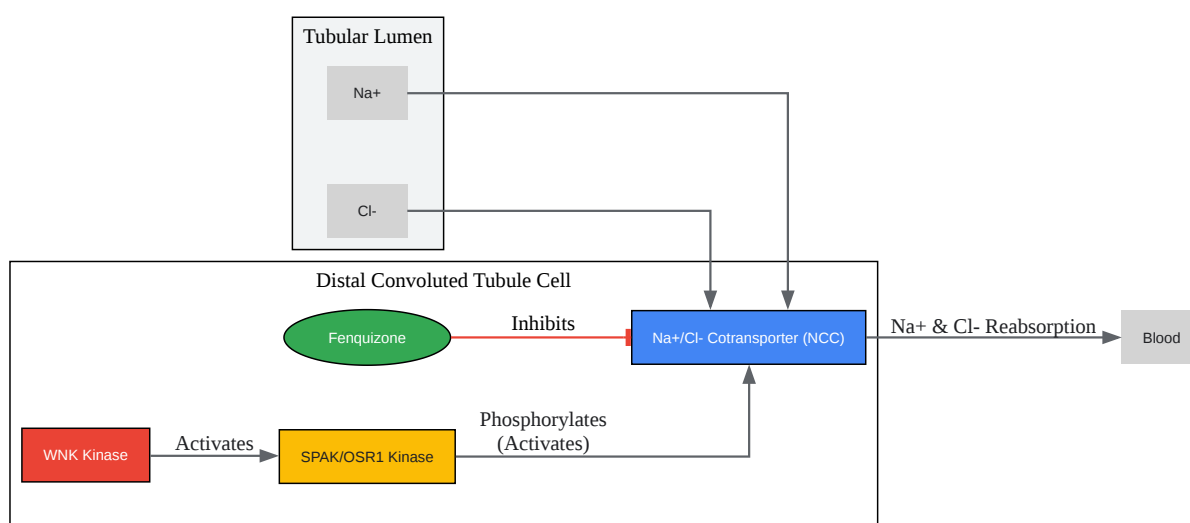 Tubular Lumen
Na+
Cl-
Distal Convoluted Tubule Cell
Fenquizone
Inhibits
Na+/Cl- Cotransporter (NCC)
Na+ & Cl- Reabsorption
Blood
WNK Kinase
Activates
SPAK/OSR1 Kinase
Phosphorylates
(Activates)